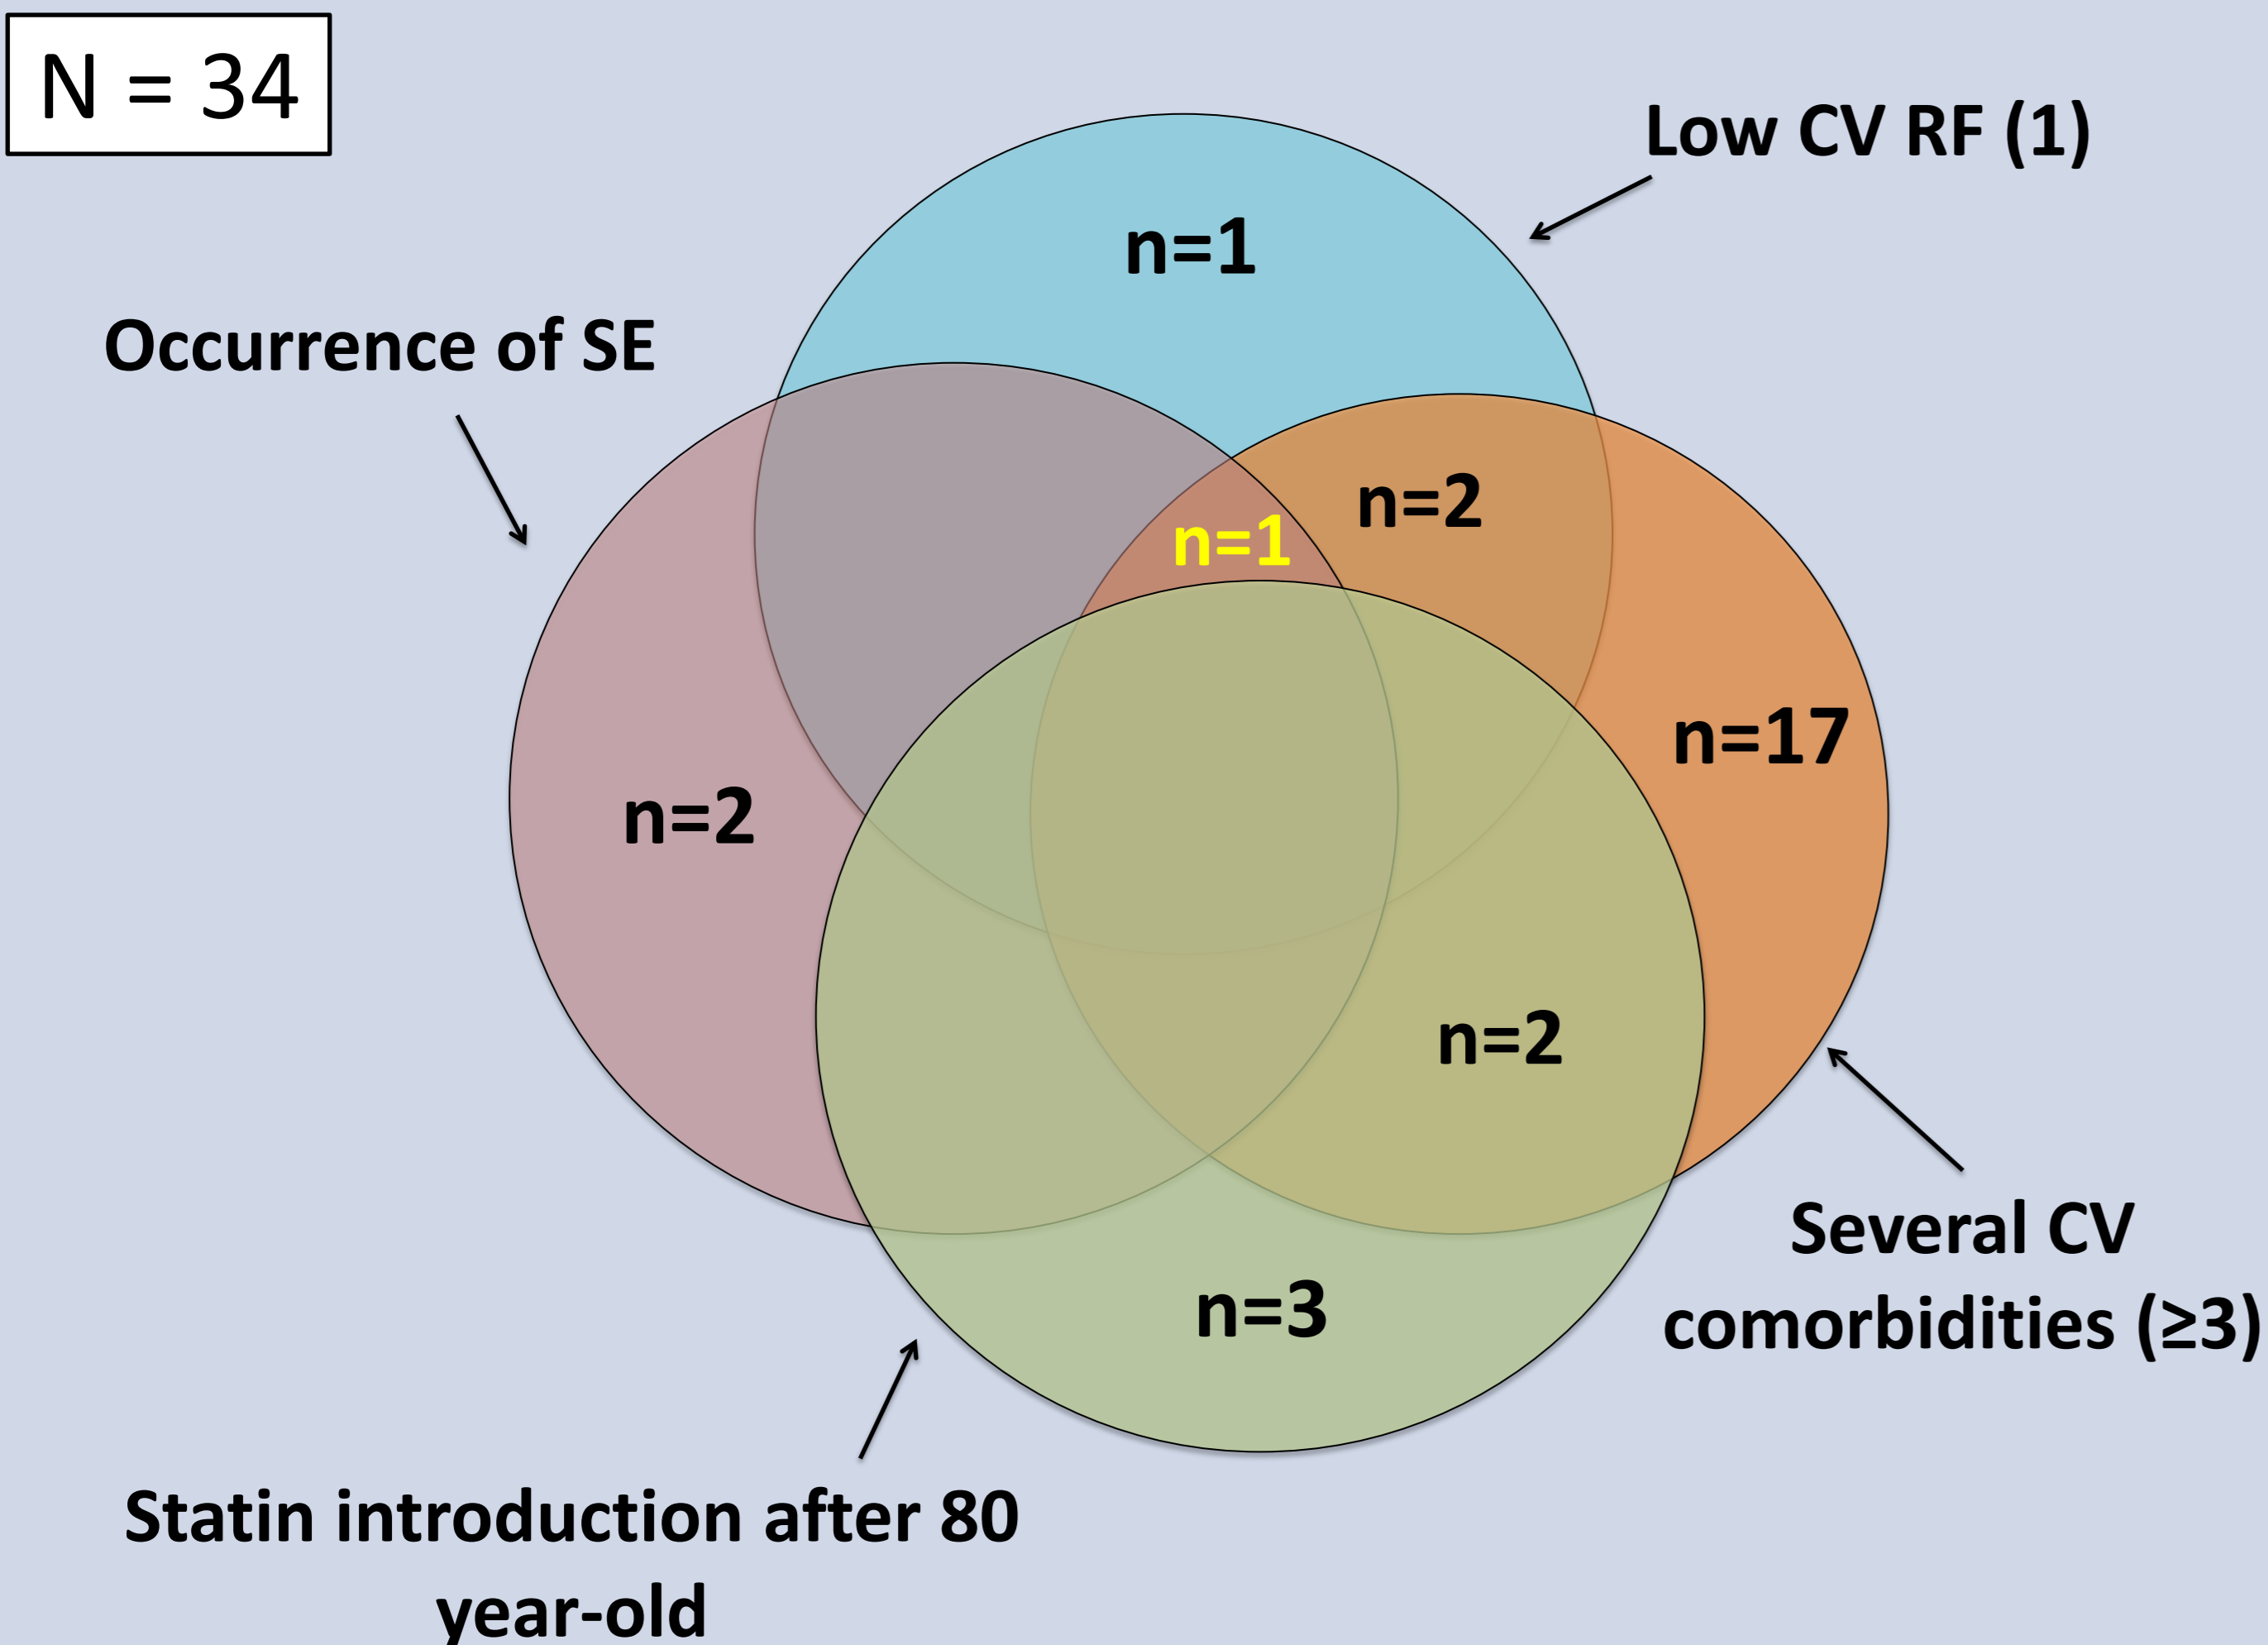 N = 34
Low CV RF (1)
n=1
Occurrence of SE
n=2
n=1
n=17
n=2
n=2
Several CV
comorbidities (≥3)
n=3
Statin introduction after 80
year-old